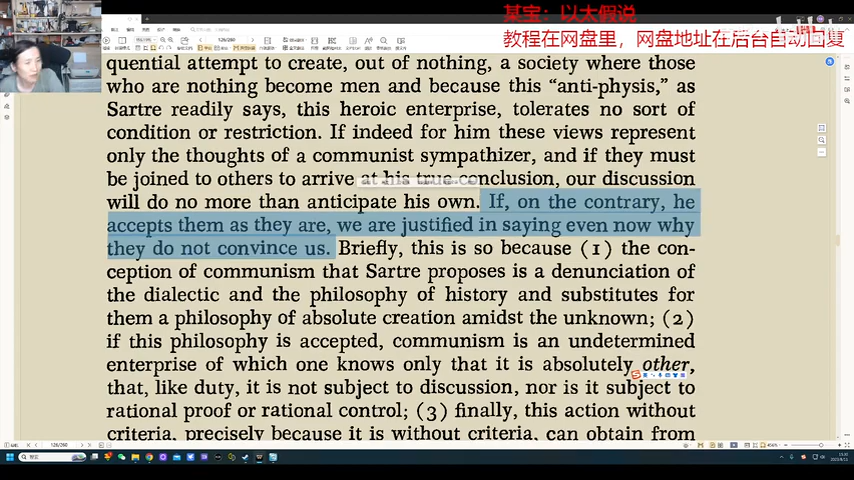 某宝：以太假说
教程在网盘里，网盘地址在后台自动回复
126/260
quential attempt to create, out of nothing, a society where those
who are nothing become men and because this “anti-physis,” as
Sartre readily says, this heroic enterprise, tolerates no sort of
condition or restriction. If indeed for him these views represent
only the thoughts of a communist sympathizer, and if they must
be joined to others to arrive at his true conclusion, our discussion
will do no more than anticipate his own. If, on the contrary, he
accepts them as they are, we are justified in saying even now why
they do not convince us. Briefly, this is so because (1) the con-
ception of communism that Sartre proposes is a denunciation of
the dialectic and the philosophy of history and substitutes for
them a philosophy of absolute creation amidst the unknown; (2)
if this philosophy is accepted, communism is an undetermined
enterprise of which one knows only that it is absolutely other,
that, like duty, it is not subject to discussion, nor is it subject to
rational proof or rational control; (3) finally, this action without
criteria, precisely because it is without criteria, can obtain from
126/260